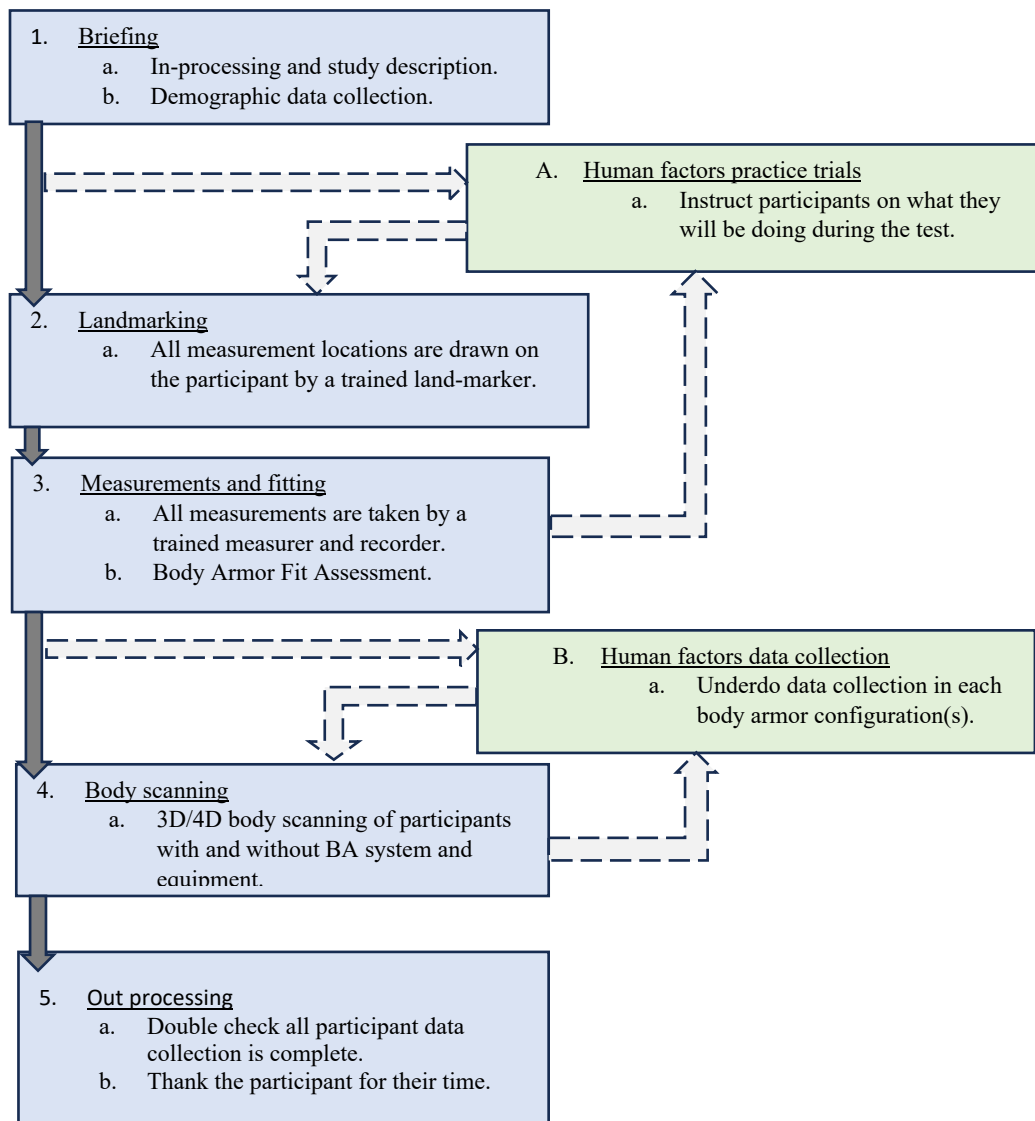 1. Briefing
a. In-processing and study description.
b. Demographic data collection.
A. Human factors practice trials
a. Instruct participants on what they
will be doing during the test.
2. Landmarking
a. All measurement locations are drawn on
the participant by a trained land-marker.
3. Measurements and fitting
a. All measurements are taken by a
trained measurer and recorder.
b. Body Armor Fit Assessment.
B. Human factors data collection
a. Underdo data collection in each
body armor configuration(s).
4. Body scanning
a. 3D/4D body scanning of participants
with and without BA system and
equipment.
5. Out processing
a. Double check all participant data
collection is complete.
b. Thank the participant for their time.